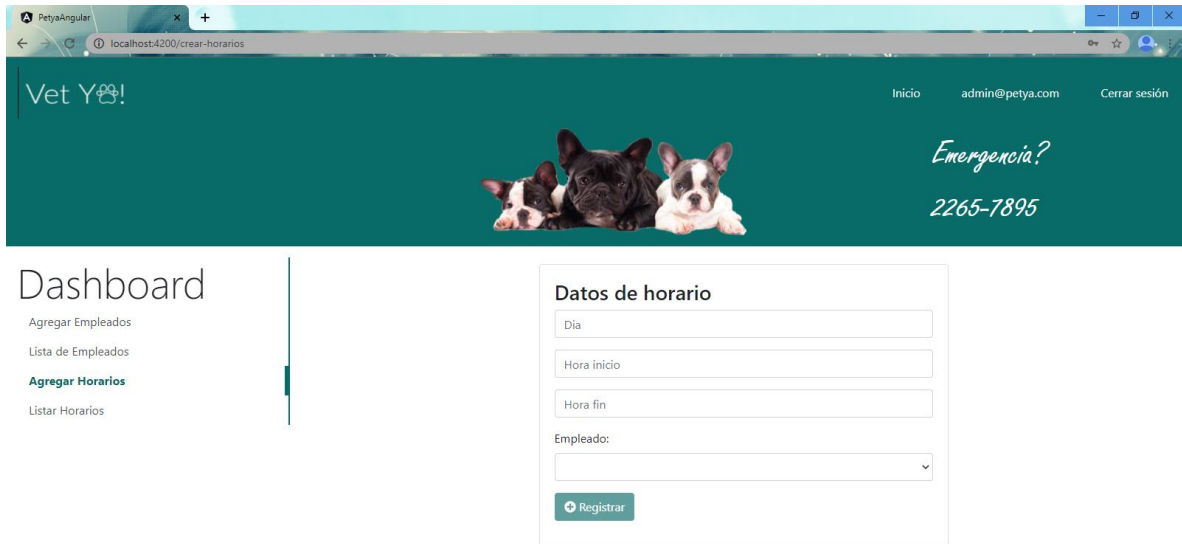 PetyaAngular
localhost:4200/crear-horarios
Vet Y!
Inicio admin@petya.com Cerrar sesión
Emergencia?
2265-7895
Dashboard
Agregar Empleados
Lista de Empleados
Agregar Horarios
Listar Horarios
Datos de horario
Dia
Hora inicio
Hora fin
Empleado:
Registrar